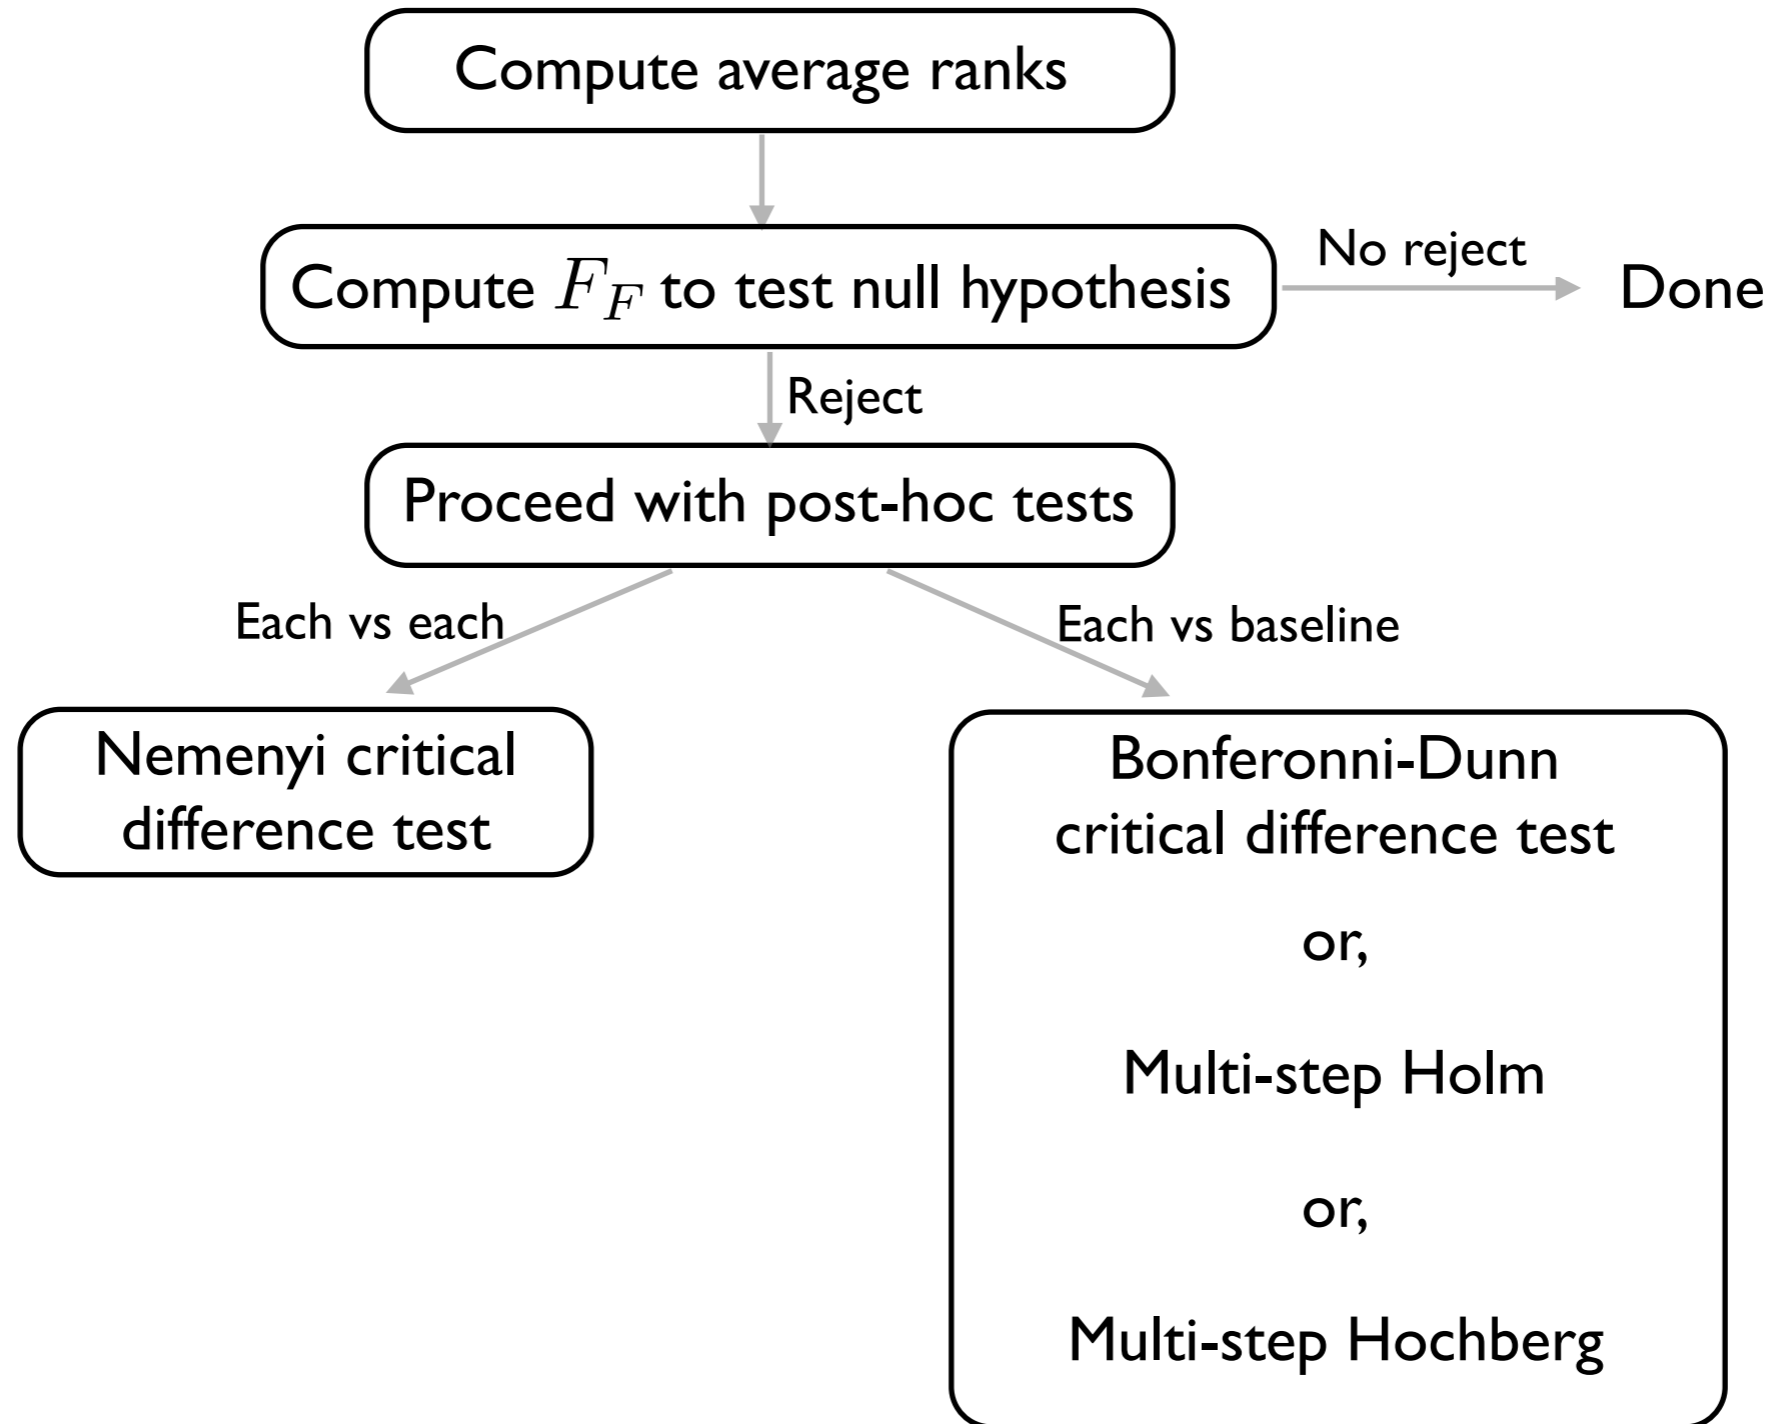 Compute average ranks
Compute F_F to test null hypothesis
No reject
Done
Reject
Proceed with post-hoc tests
Each vs each
Each vs baseline
Nemenyi critical
difference test
Bonferonni-Dunn
critical difference test
or,
Multi-step Holm
or,
Multi-step Hochberg